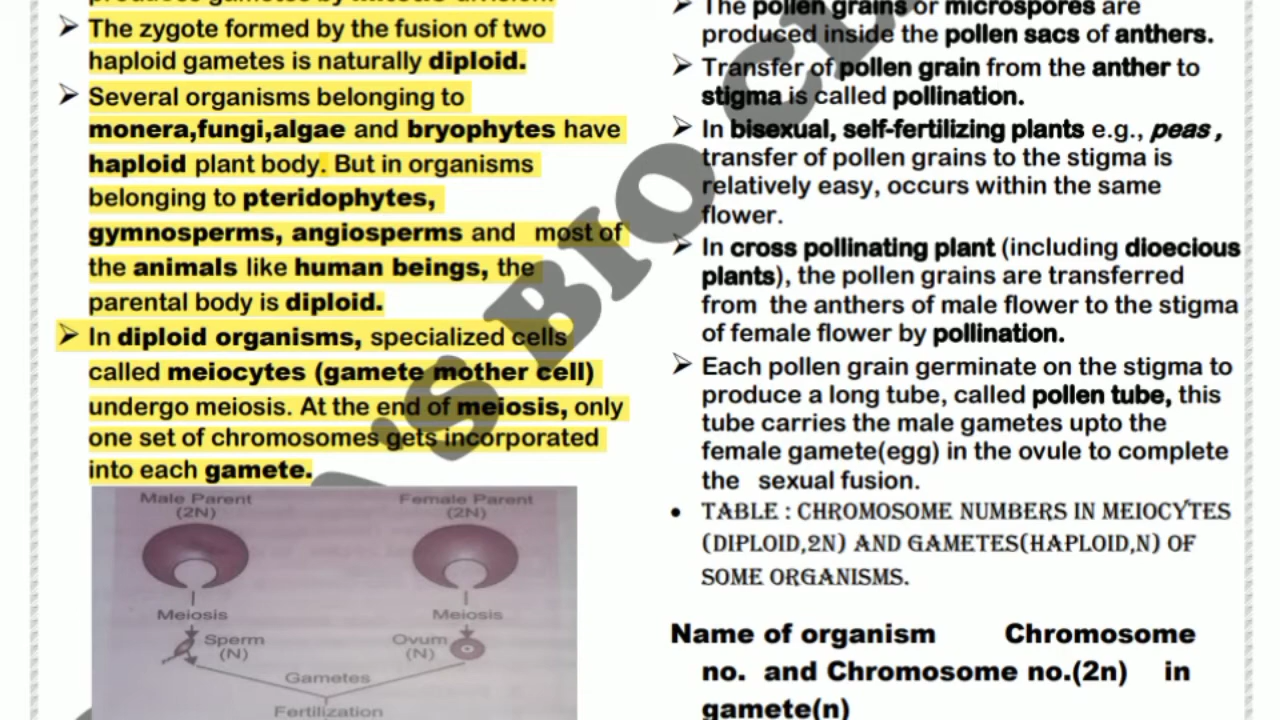 The zygote formed by the fusion of two
haploid gametes is naturally diploid.
Several organisms belonging to
monera,fungi,algae and bryophytes have
haploid plant body. But in organisms
belonging to pteridophytes,
gymnosperms, angiosperms and most of
the animals like human beings, the
parental body is diploid.
In diploid organisms, specialized cells
called meiocytes (gamete mother cell)
undergo meiosis. At the end of meiosis, only
one set of chromosomes gets incorporated
into each gamete.
Male Parent
(2N)
Female Parent
(2N)
Meiosis
Meiosis
Sperm
(N)
Ovum
(N)
Gametes
Fertilization
The pollen grains or microspores are
produced inside the pollen sacs of anthers.
Transfer of pollen grain from the anther to
stigma is called pollination.
In bisexual, self-fertilizing plants e.g., peas ,
transfer of pollen grains to the stigma is
relatively easy, occurs within the same
flower.
In cross pollinating plant (including dioecious
plants), the pollen grains are transferred
from the anthers of male flower to the stigma
of female flower by pollination.
Each pollen grain germinate on the stigma to
produce a long tube, called pollen tube, this
tube carries the male gametes upto the
female gamete(egg) in the ovule to complete
the sexual fusion.
TABLE : CHROMOSOME NUMBERS IN MEIOCYTES
(DIPLOID,2N) AND GAMETES(HAPLOID,N) OF
SOME ORGANISMS.
Name of organism Chromosome
no. and Chromosome no.(2n) in
gamete(n)
'S BIO